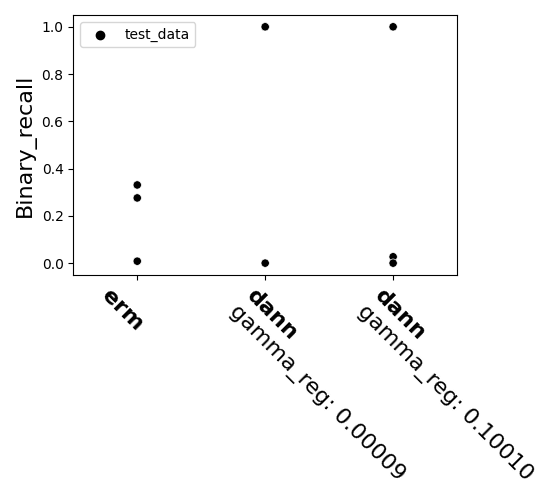 test_data
1.0
0.8
0.6
0.4
0.2
0.0
Binary_recall
erm
dann
gamma_reg: 0.00009
dann
gamma_reg: 0.10010